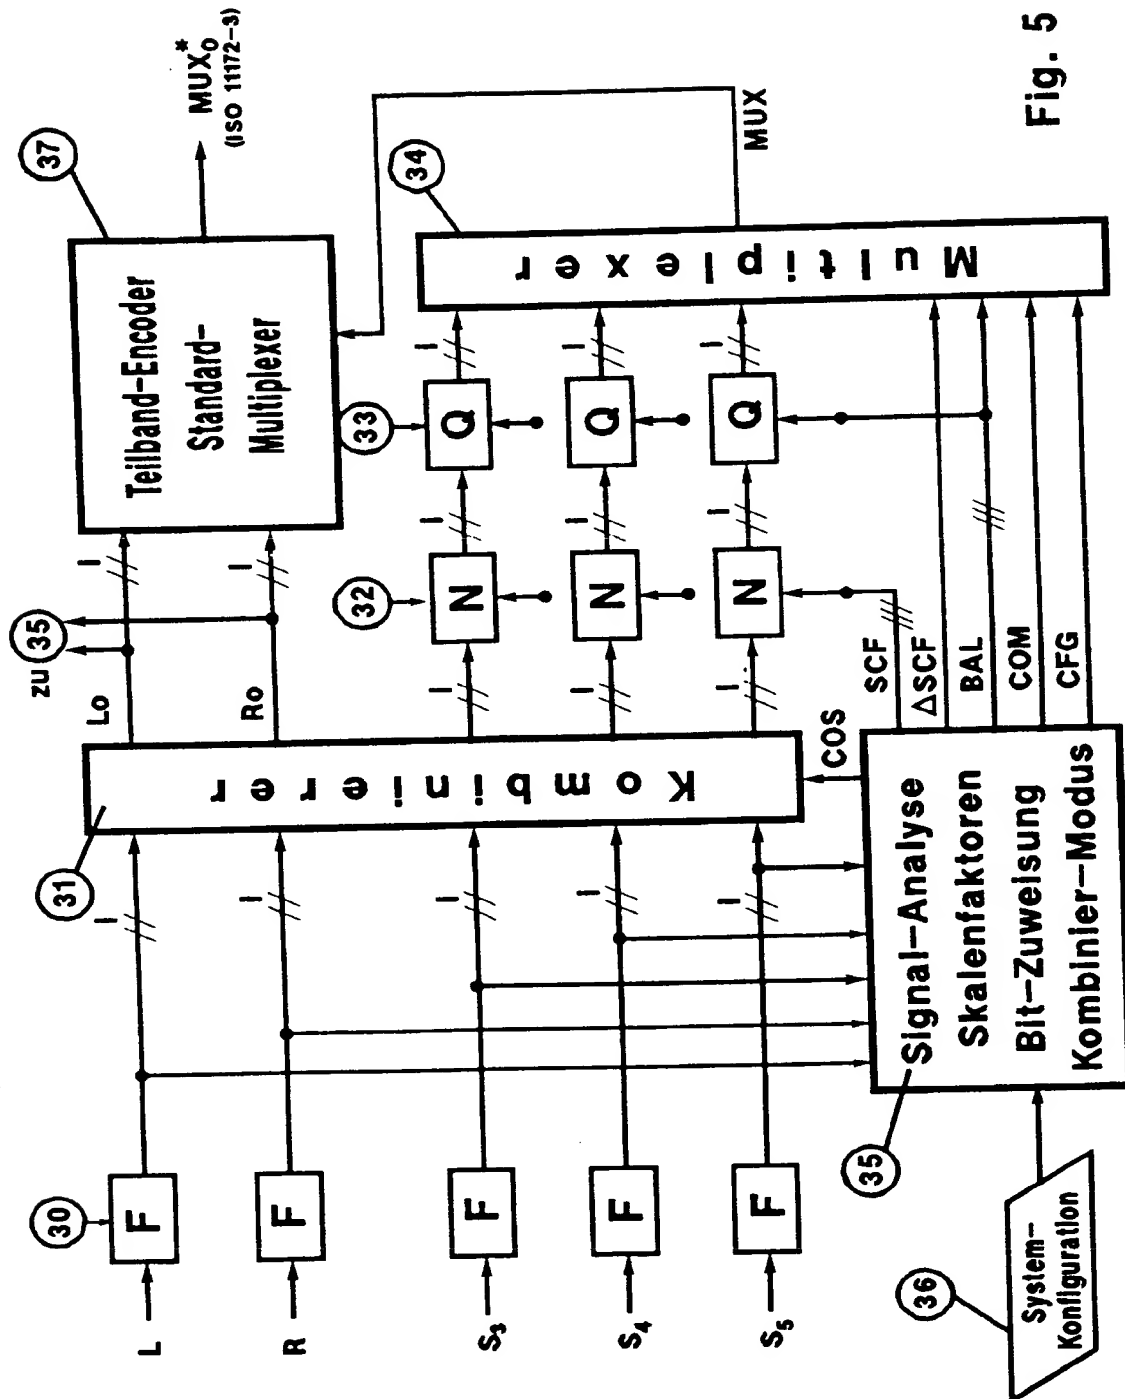 L
R
S3
S4
S5
30
F
F
F
F
F
I
I
I
I
I
31
Kombinierer
zu 35
Lo
Ro
I
I
37
Teilband-Encoder
Standard-
Multiplexer
MUX0*
(ISO 11172-3)
I
I
I
32
N
N
N
I
I
I
33
Q
Q
Q
I
I
I
34
Multiplexer
MUX
COS
SCF
ΔSCF
BAL
COM
CFG
35
Signal-Analyse
Skalenfaktoren
Bit-Zuweisung
Kombinier-Modus
36
System-
Konfiguration
Fig. 5